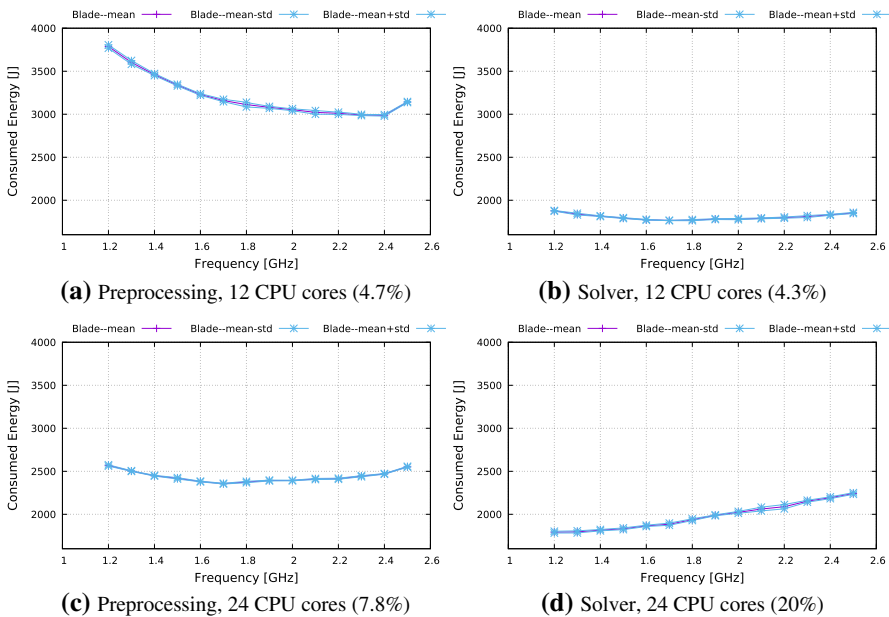 Blade--mean Blade--mean-std Blade--mean+std
4000
3500
3000
2500
2000
Consumed Energy [J]
1 1.2 1.4 1.6 1.8 2 2.2 2.4 2.6
Frequency [GHz]
(a) Preprocessing, 12 CPU cores (4.7%)
Blade--mean Blade--mean-std Blade--mean+std
4000
3500
3000
2500
2000
Consumed Energy [J]
1 1.2 1.4 1.6 1.8 2 2.2 2.4 2.6
Frequency [GHz]
(b) Solver, 12 CPU cores (4.3%)
Blade--mean Blade--mean-std Blade--mean+std
4000
3500
3000
2500
2000
Consumed Energy [J]
1 1.2 1.4 1.6 1.8 2 2.2 2.4 2.6
Frequency [GHz]
(c) Preprocessing, 24 CPU cores (7.8%)
Blade--mean Blade--mean-std Blade--mean+std
4000
3500
3000
2500
2000
Consumed Energy [J]
1 1.2 1.4 1.6 1.8 2 2.2 2.4 2.6
Frequency [GHz]
(d) Solver, 24 CPU cores (20%)